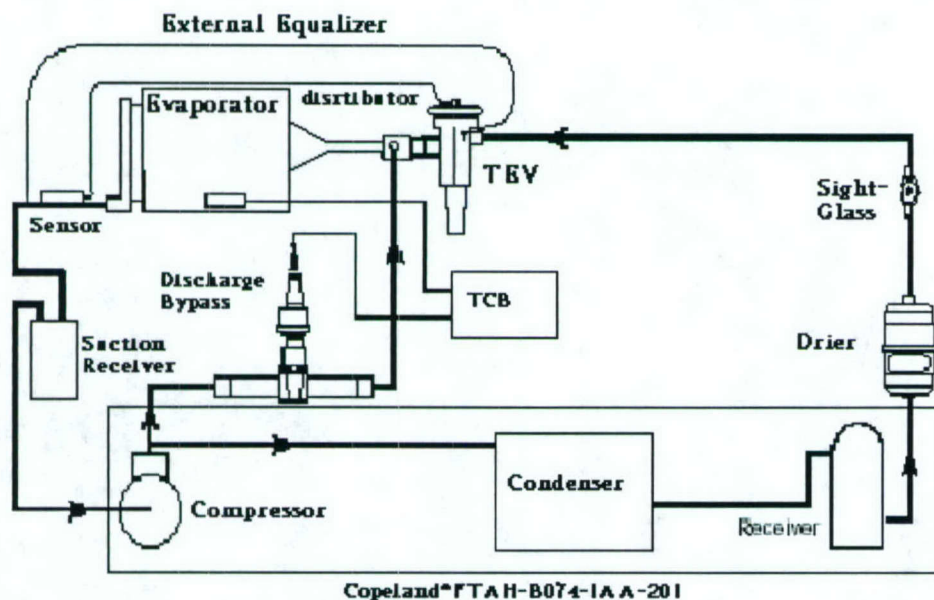 External Equalizer
Evaporator
disrtibutor
TEV
Sight-
Glass
Sensor
Discharge
Bypass
TCB
Suction
Receiver
Drier
Compressor
Condenser
Receiver
Copeland*FTAH-B074-IAA-201